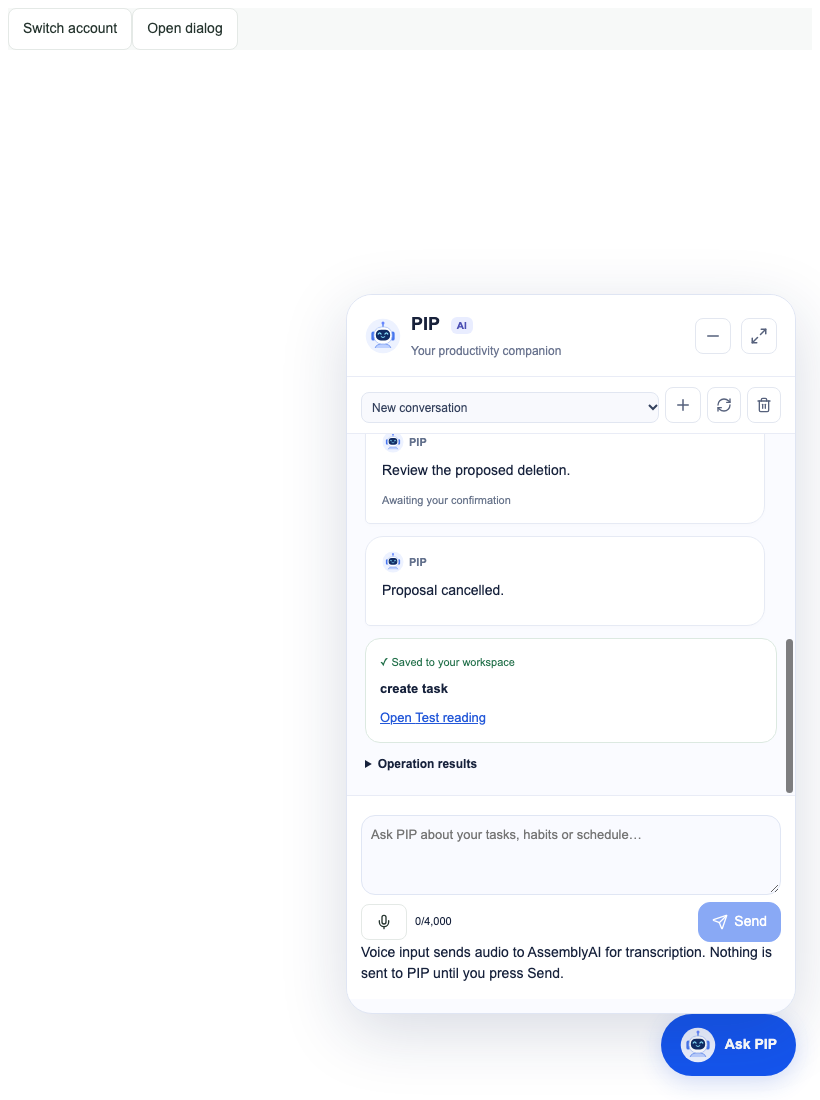 Switch account
Open dialog
PIP AI
Your productivity companion
New conversation
PIP
Review the proposed deletion.
Awaiting your confirmation
PIP
Proposal cancelled.
✓ Saved to your workspace
create task
Open Test reading
Operation results
Ask PIP about your tasks, habits or schedule…
0/4,000
Send
Voice input sends audio to AssemblyAI for transcription. Nothing is
sent to PIP until you press Send.
Ask PIP